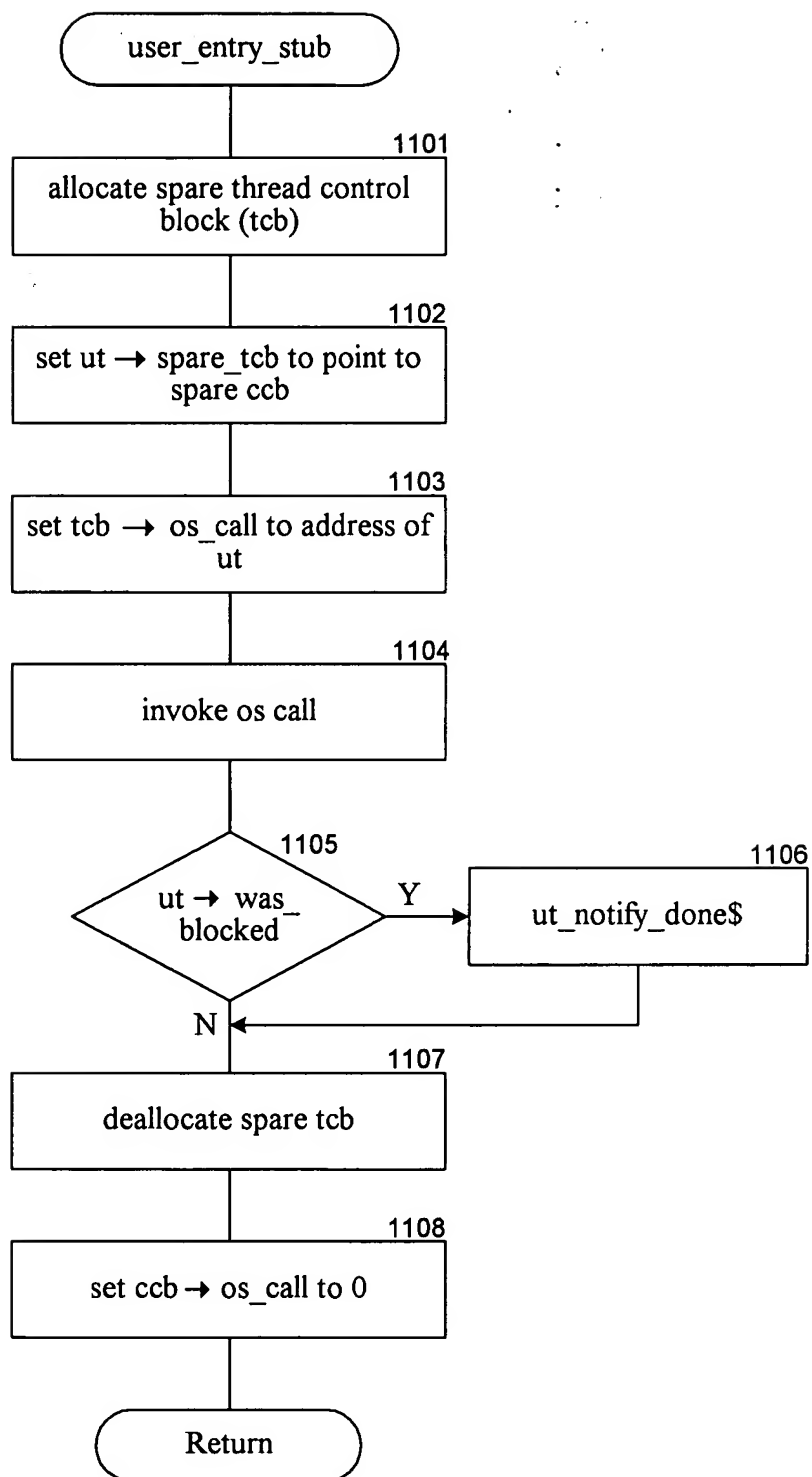 user_entry_stub
1101
allocate spare thread control
block (tcb)
1102
set ut → spare_tcb to point to
spare ccb
1103
set tcb → os_call to address of
ut
1104
invoke os call
1105
ut → was_
blocked
Y
1106
ut_notify_done$
N
1107
deallocate spare tcb
1108
set ccb → os_call to 0
Return